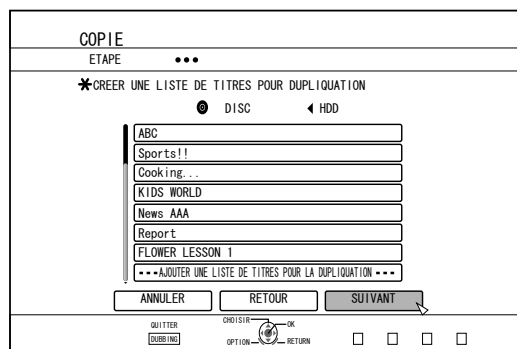 COPIE
ETAPE
CREER UNE LISTE DE TITRES POUR DUPLIQUATION
DISC HDD
ABC
Sports!!
Cooking...
KIDS WORLD
News AAA
Report
FLOWER LESSON 1
---AJOUTER UNE LISTE DE TITRES POUR LA DUPLIQUATION---
ANNULER RETOUR SUIVANT
QUITTER CHOISIR OK
DUBBING OPTION RETURN